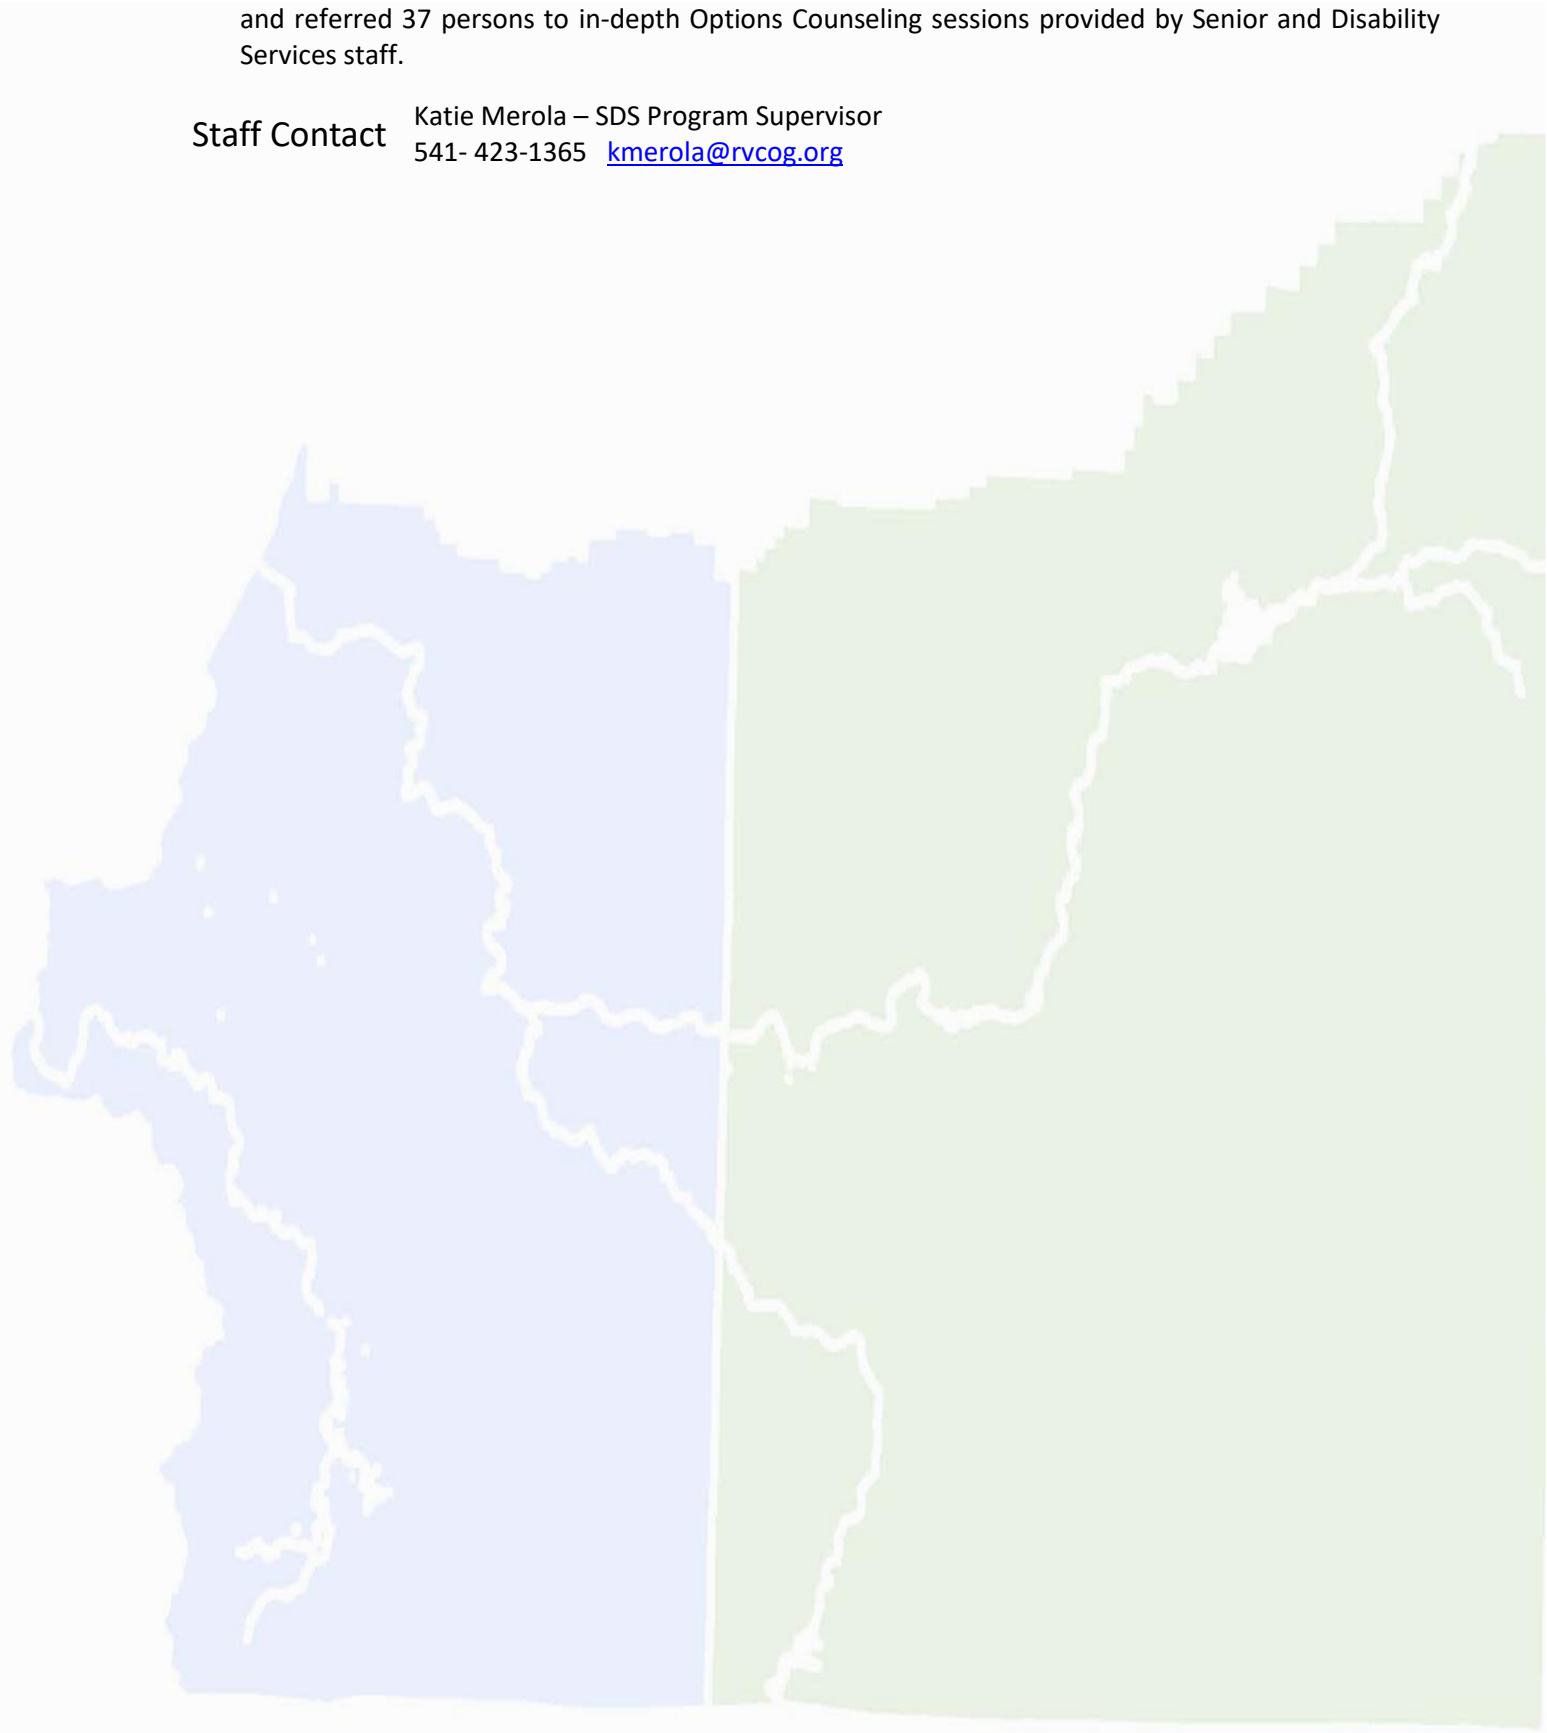 and referred 37 persons to in-depth Options Counseling sessions provided by Senior and Disability
Services staff.
Staff Contact
Katie Merola – SDS Program Supervisor
541- 423-1365 kmerola@rvcog.org